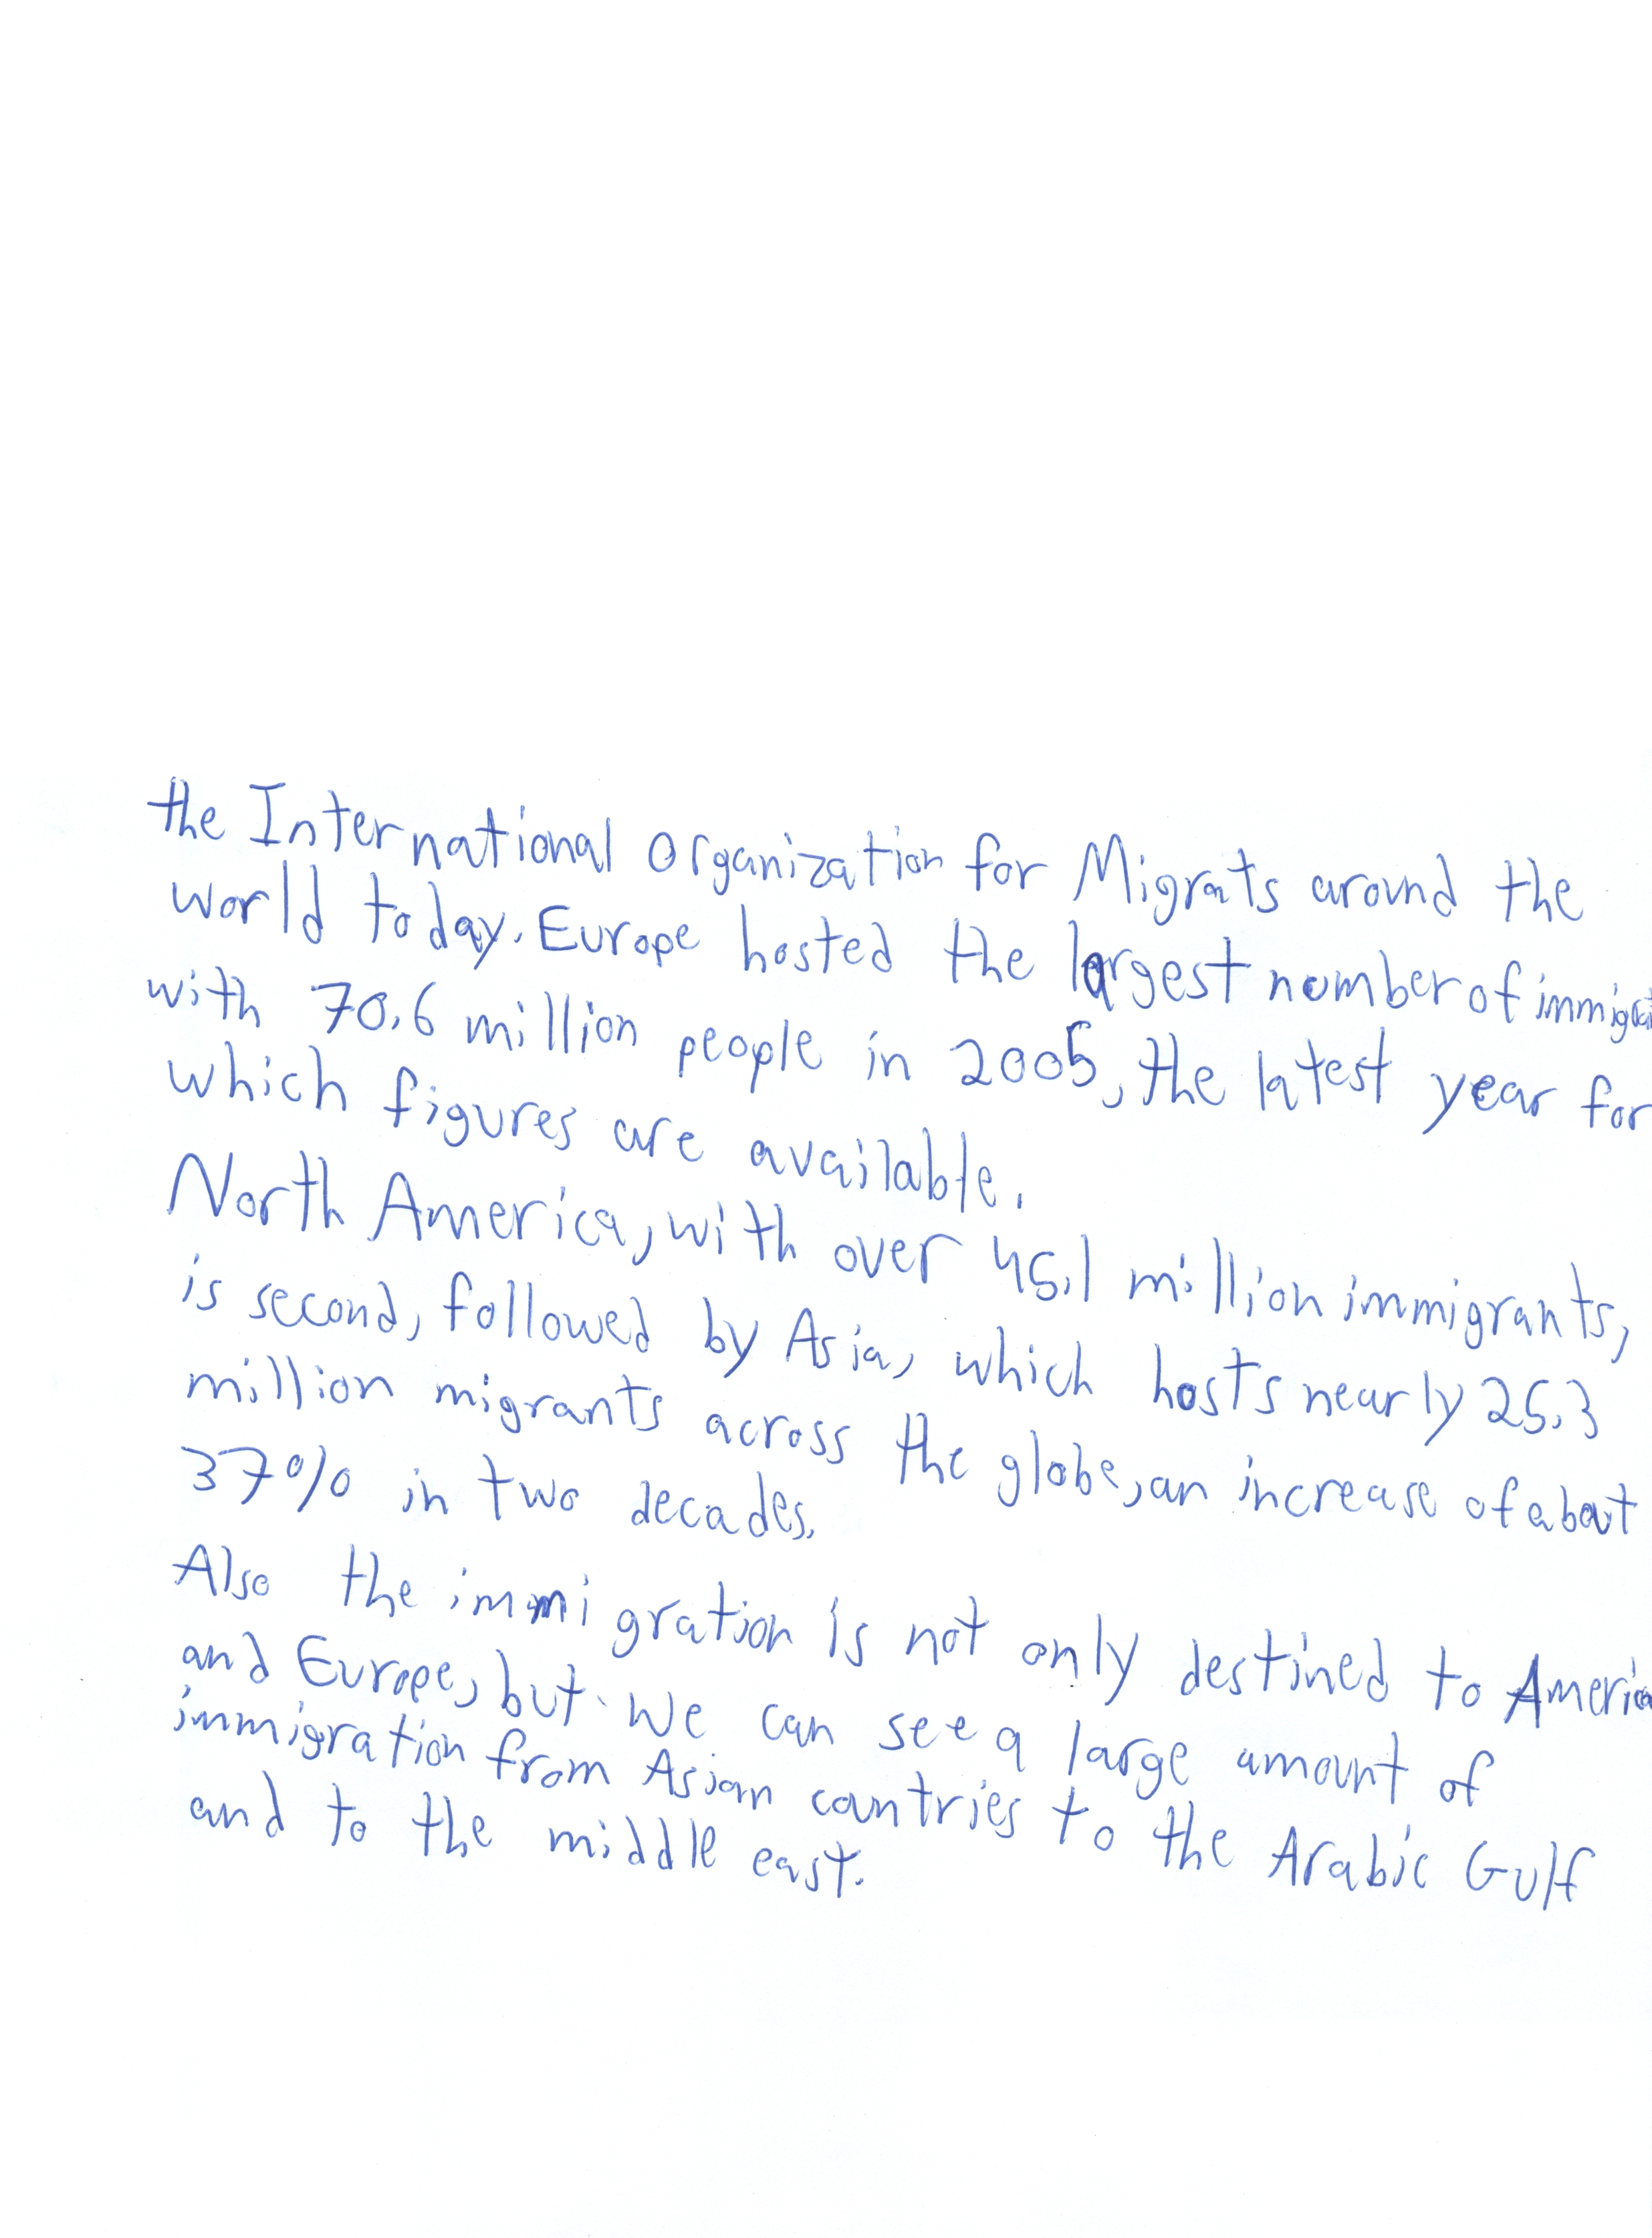 the International Organization for Migrats around the
world today. Europe hosted the largest number of
with 70.6 million people in 2005, the latest year for
which figures are available.
North America, with over 45.1 million immigrants,
is second, followed by Asia, which hosts nearly 25.3
million migrants across the globe, an increase of about
37% in two decades.
Also the immigration is not only destined to America
and Europe, but we can see a large amount of
immigration from Asian countries to the Arabic Gulf
and to the middle east.